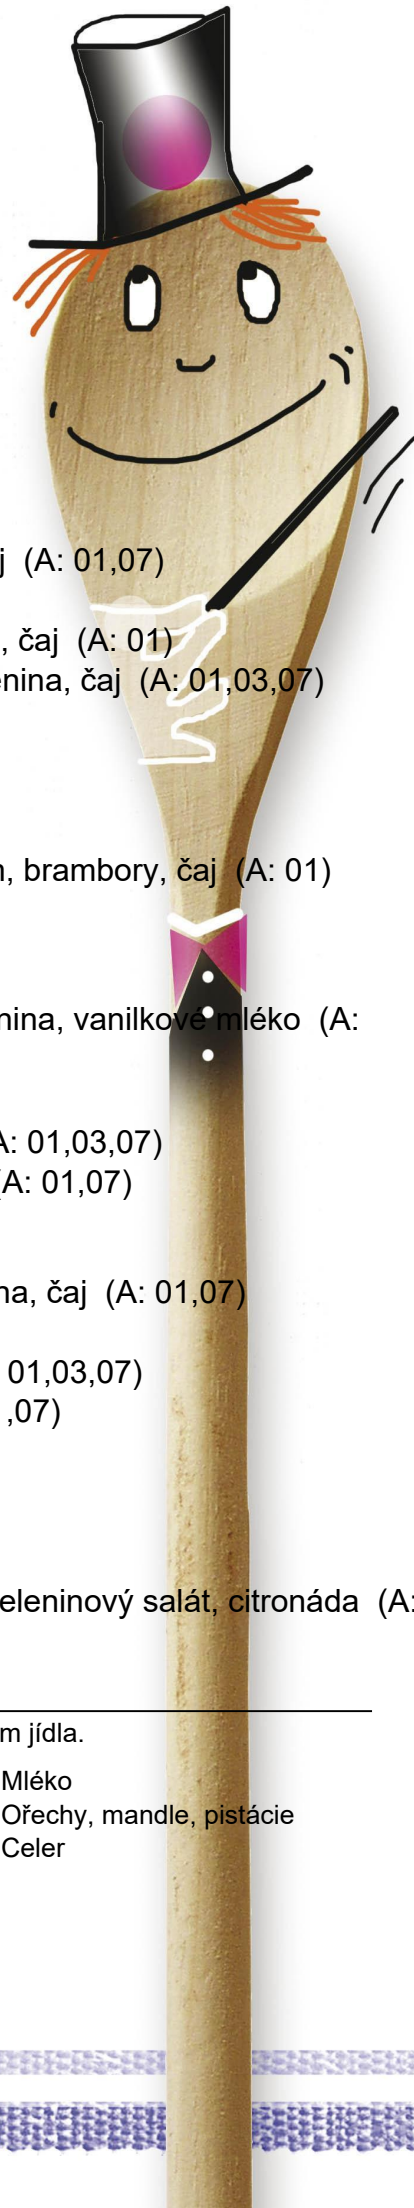 j (A: 01,07)
, čaj (A: 01)
enina, čaj (A: 01,03,07)
, brambory, čaj (A: 01)
nina, vanilkové mléko (A:
A: 01,03,07)
(A: 01,07)
na, čaj (A: 01,07)
01,03,07)
,07)
eleninový salát, citronáda (A:
m jídla.
Mléko
Ořechy, mandle, pistácie
Celer